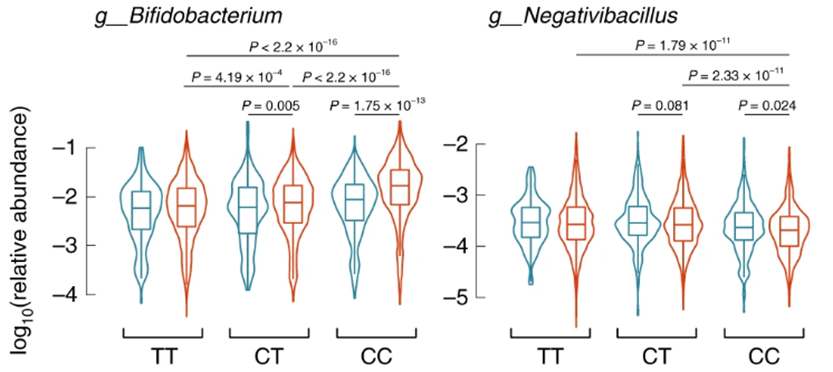 g__Bifidobacterium
g__Negativibacillus
P < 2.2 × 10⁻¹⁶
P = 4.19 × 10⁻⁴
P < 2.2 × 10⁻¹⁶
P = 0.005
P = 1.75 × 10⁻¹³
P = 1.79 × 10⁻¹¹
P = 2.33 × 10⁻¹¹
P = 0.081
P = 0.024
log₁₀(relative abundance)
−1
−2
−3
−4
−2
−3
−4
−5
TT
CT
CC
TT
CT
CC